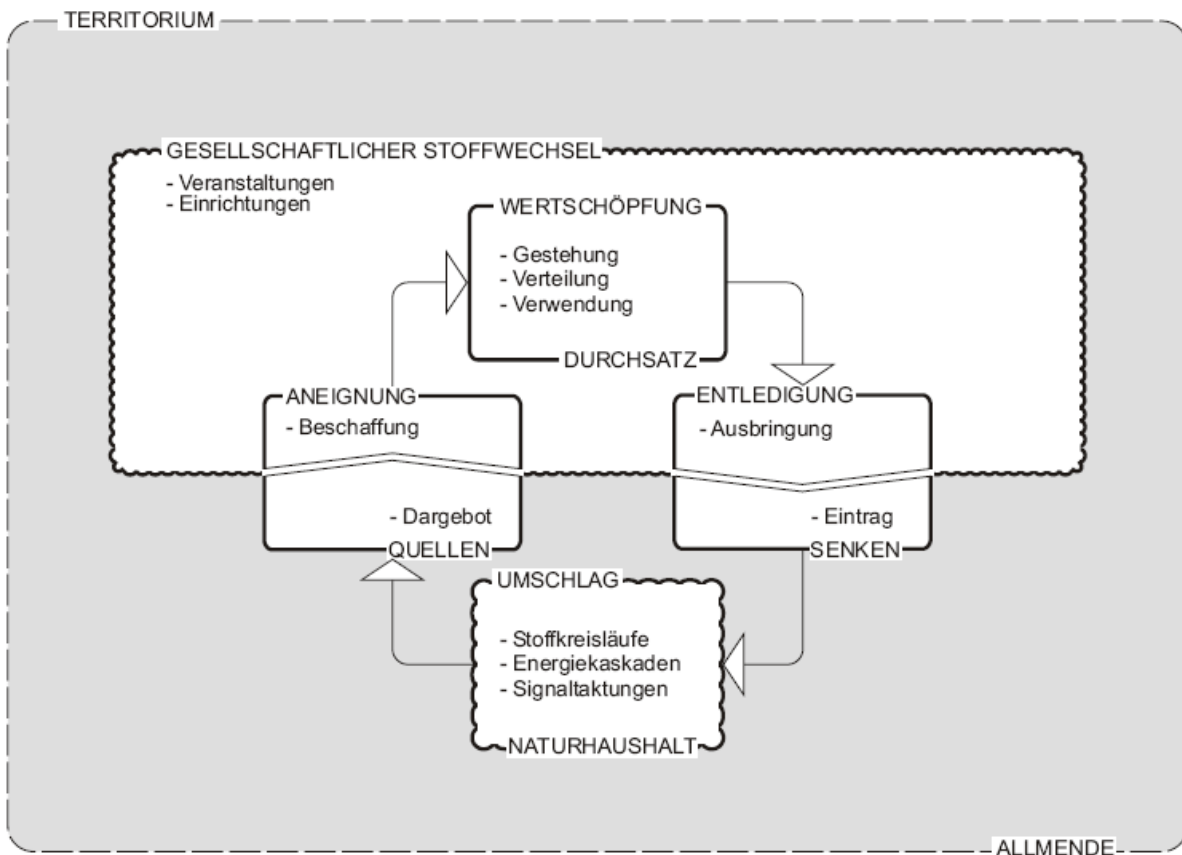 TERRITORIUM
GESELLSCHAFTLICHER STOFFWECHSEL
- Veranstaltungen
- Einrichtungen
WERTSCHÖPFUNG
- Gestehung
- Verteilung
- Verwendung
DURCHSATZ
ANEIGNUNG
- Beschaffung
ENTLEDIGUNG
- Ausbringung
- Dargebot
QUELLEN
- Eintrag
SENKEN
UMSCHLAG
- Stoffkreisläufe
- Energiekaskaden
- Signaltaktungen
NATURHAUSHALT
ALLMENDE